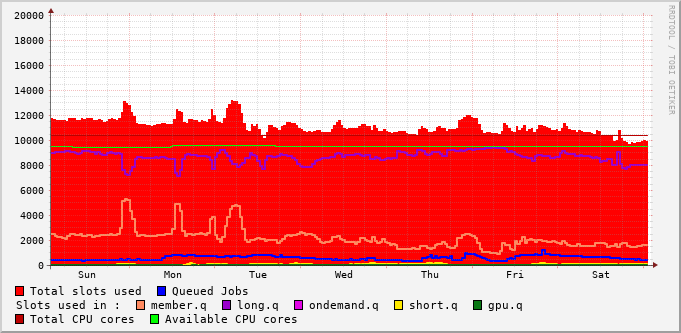 20000
18000
16000
14000
12000
10000
8000
6000
4000
2000
0
Sun Mon Tue Wed Thu Fri Sat
Total slots used Queued Jobs
Slots used in : member.q long.q ondemand.q short.q gpu.q
Total CPU cores Available CPU cores
RRDTOOL / TOBI OETIKER